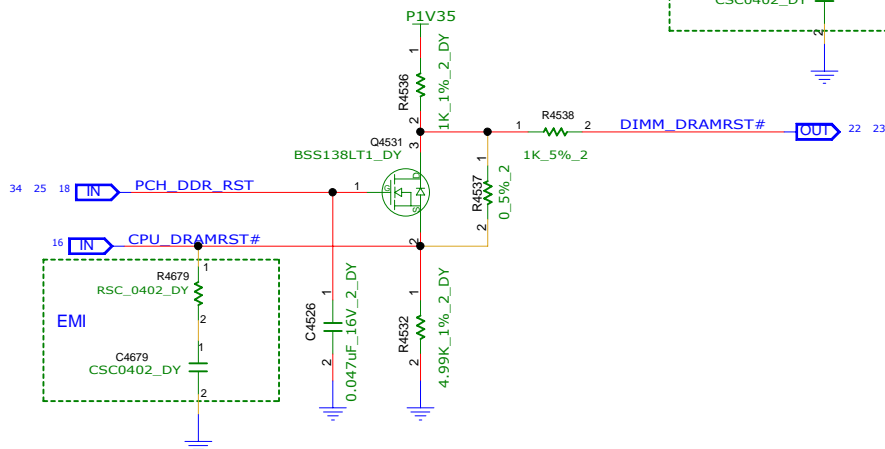 CSC0402_DY
2
P1V35
1
R4536
1K_1%_2_DY
2
Q4531
BSS138LT1_DY
3
D
G
S
1
R4538
2
1K_5%_2
DIMM_DRAMRST#
OUT
22 23
1
R4537
0_5%_2
2
34 25 18
IN
PCH_DDR_RST
1
16
IN
CPU_DRAMRST#
2
1
R4679
RSC_0402_DY
2
EMI
1
C4679
CSC0402_DY
2
1
C4526
0.047uF_16V_2_DY
2
1
R4532
4.99K_1%_2_DY
2